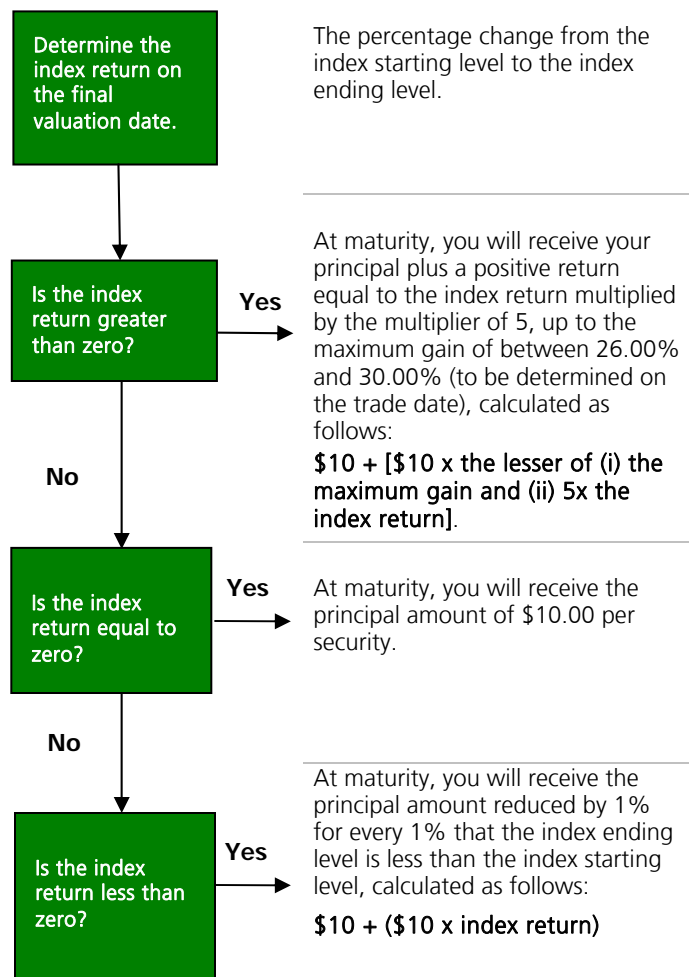 Determine the
index return on
the final
valuation date.
The percentage change from the
index starting level to the index
ending level.
Is the index
return greater
than zero?
Yes
At maturity, you will receive your
principal plus a positive return
equal to the index return multiplied
by the multiplier of 5, up to the
maximum gain of between 26.00%
and 30.00% (to be determined on
the trade date), calculated as
follows:
$10 + [$10 x the lesser of (i) the
maximum gain and (ii) 5x the
index return].
No
Is the index
return equal to
zero?
Yes
At maturity, you will receive the
principal amount of $10.00 per
security.
No
Is the index
return less than
zero?
Yes
At maturity, you will receive the
principal amount reduced by 1%
for every 1% that the index ending
level is less than the index starting
level, calculated as follows:
$10 + ($10 x index return)